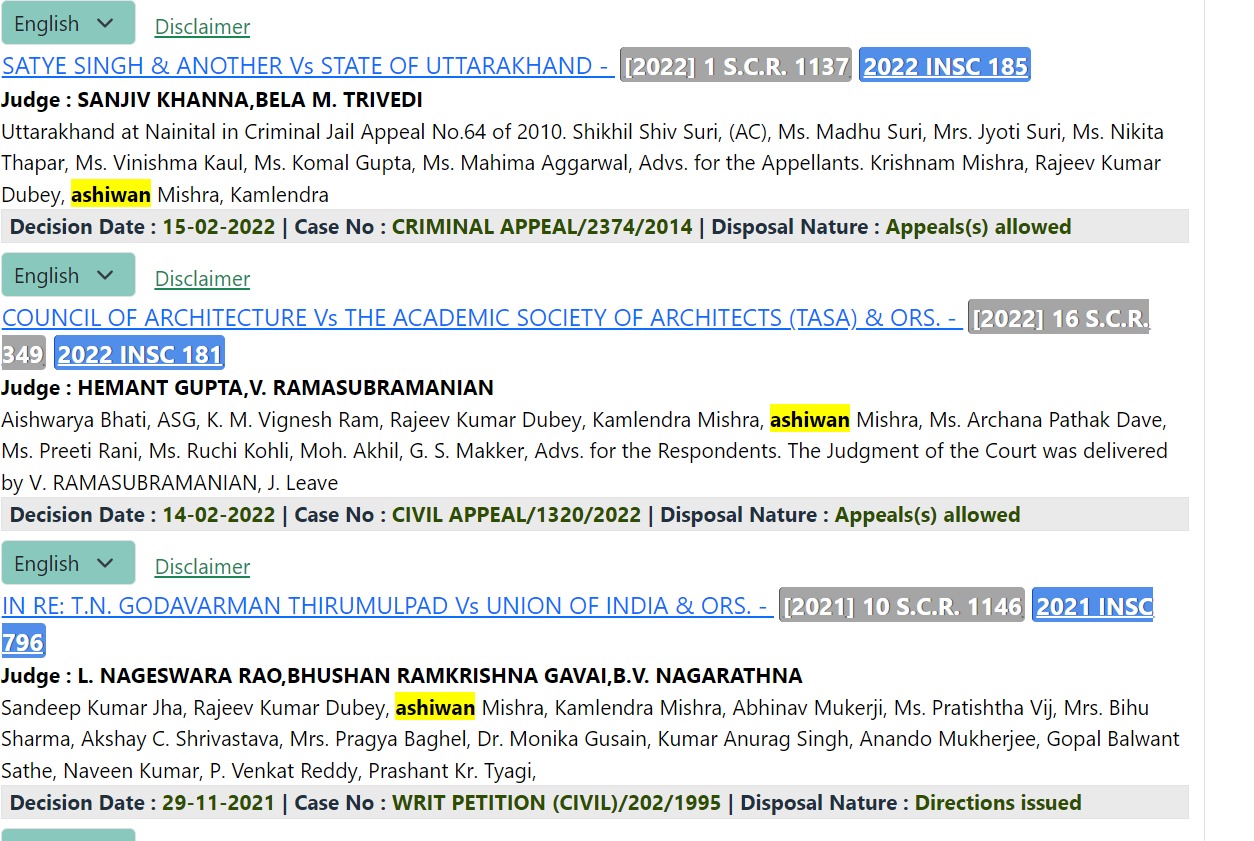 English
Disclaimer
SATYE SINGH & ANOTHER Vs STATE OF UTTARAKHAND - [2022] 1 S.C.R. 1137 2022 INSC 185
Judge : SANJIV KHANNA,BELA M. TRIVEDI
Uttarakhand at Nainital in Criminal Jail Appeal No.64 of 2010. Shikhil Shiv Suri, (AC), Ms. Madhu Suri, Mrs. Jyoti Suri, Ms. Nikita
Thapar, Ms. Vinishma Kaul, Ms. Komal Gupta, Ms. Mahima Aggarwal, Advs. for the Appellants. Krishnam Mishra, Rajeev Kumar
Dubey, ashiwan Mishra, Kamlendra
Decision Date : 15-02-2022 | Case No : CRIMINAL APPEAL/2374/2014 | Disposal Nature : Appeals(s) allowed
English
Disclaimer
COUNCIL OF ARCHITECTURE Vs THE ACADEMIC SOCIETY OF ARCHITECTS (TASA) & ORS. - [2022] 16 S.C.R.
349 2022 INSC 181
Judge : HEMANT GUPTA,V. RAMASUBRAMANIAN
Aishwarya Bhati, ASG, K. M. Vignesh Ram, Rajeev Kumar Dubey, Kamlendra Mishra, ashiwan Mishra, Ms. Archana Pathak Dave,
Ms. Preeti Rani, Ms. Ruchi Kohli, Moh. Akhil, G. S. Makker, Advs. for the Respondents. The Judgment of the Court was delivered
by V. RAMASUBRAMANIAN, J. Leave
Decision Date : 14-02-2022 | Case No : CIVIL APPEAL/1320/2022 | Disposal Nature : Appeals(s) allowed
English
Disclaimer
IN RE: T.N. GODAVARMAN THIRUMULPAD Vs UNION OF INDIA & ORS. - [2021] 10 S.C.R. 1146 2021 INSC
796
Judge : L. NAGESWARA RAO,BHUSHAN RAMKRISHNA GAVAI,B.V. NAGARATHNA
Sandeep Kumar Jha, Rajeev Kumar Dubey, ashiwan Mishra, Kamlendra Mishra, Abhinav Mukerji, Ms. Pratishtha Vij, Mrs. Bihu
Sharma, Akshay C. Shrivastava, Mrs. Pragya Baghel, Dr. Monika Gusain, Kumar Anurag Singh, Anando Mukherjee, Gopal Balwant
Sathe, Naveen Kumar, P. Venkat Reddy, Prashant Kr. Tyagi,
Decision Date : 29-11-2021 | Case No : WRIT PETITION (CIVIL)/202/1995 | Disposal Nature : Directions issued